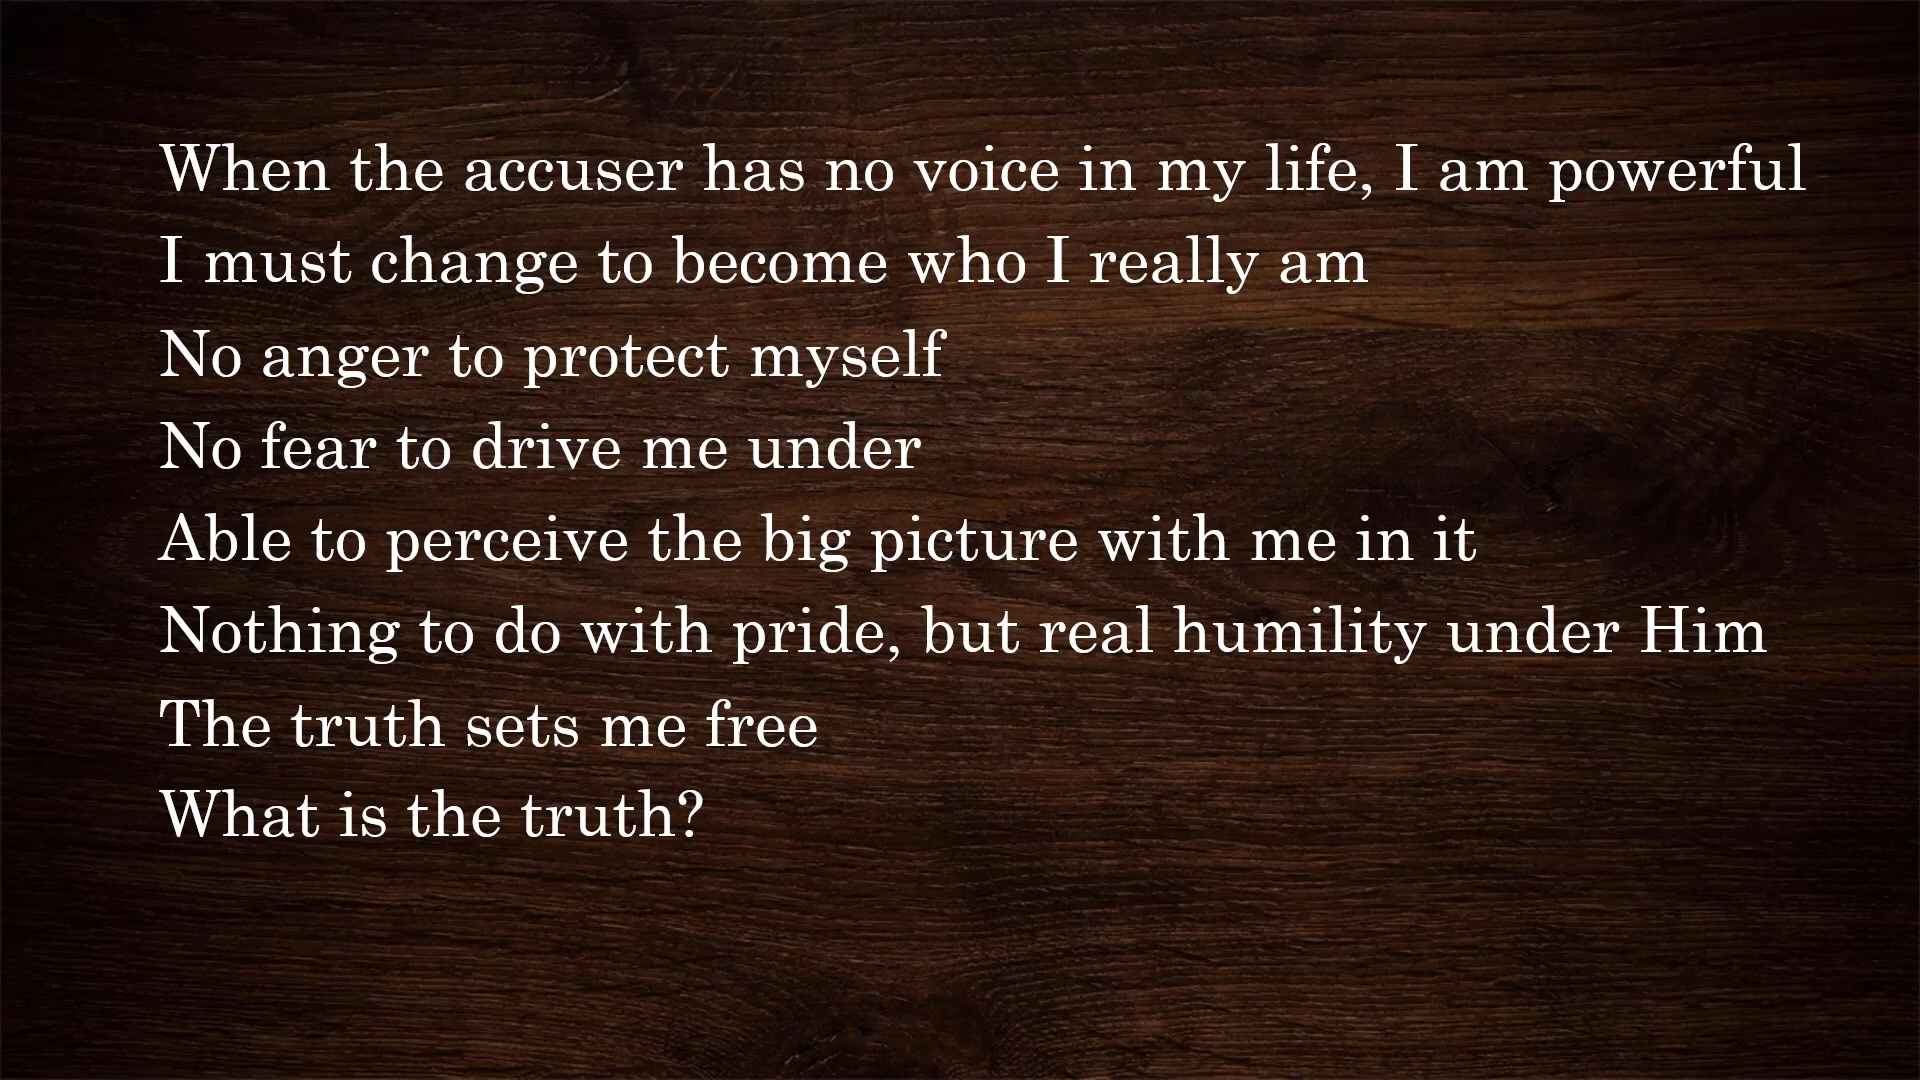 When the accuser has no voice in my life, I am powerful
I must change to become who I really am
No anger to protect myself
No fear to drive me under
Able to perceive the big picture with me in it
Nothing to do with pride, but real humility under Him
The truth sets me free
What is the truth?